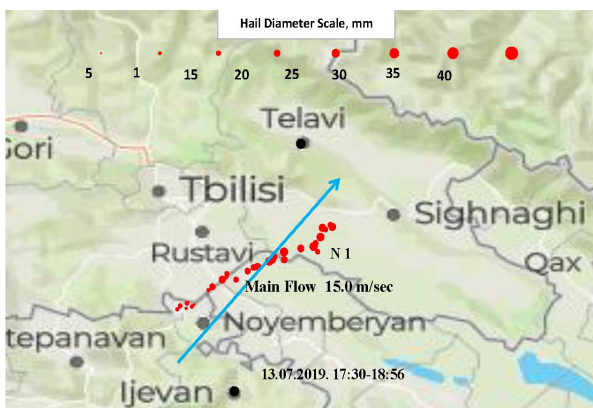 Hail Diameter Scale, mm
5 1 15 20 25 30 35 40
Telavi
Gori
Tbilisi
Sighnaghi
Rustavi
N 1
Qax
Main Flow 15.0 m/sec
Noyemberyan
tepanavan
13.07.2019. 17:30-18:56
Ijevan